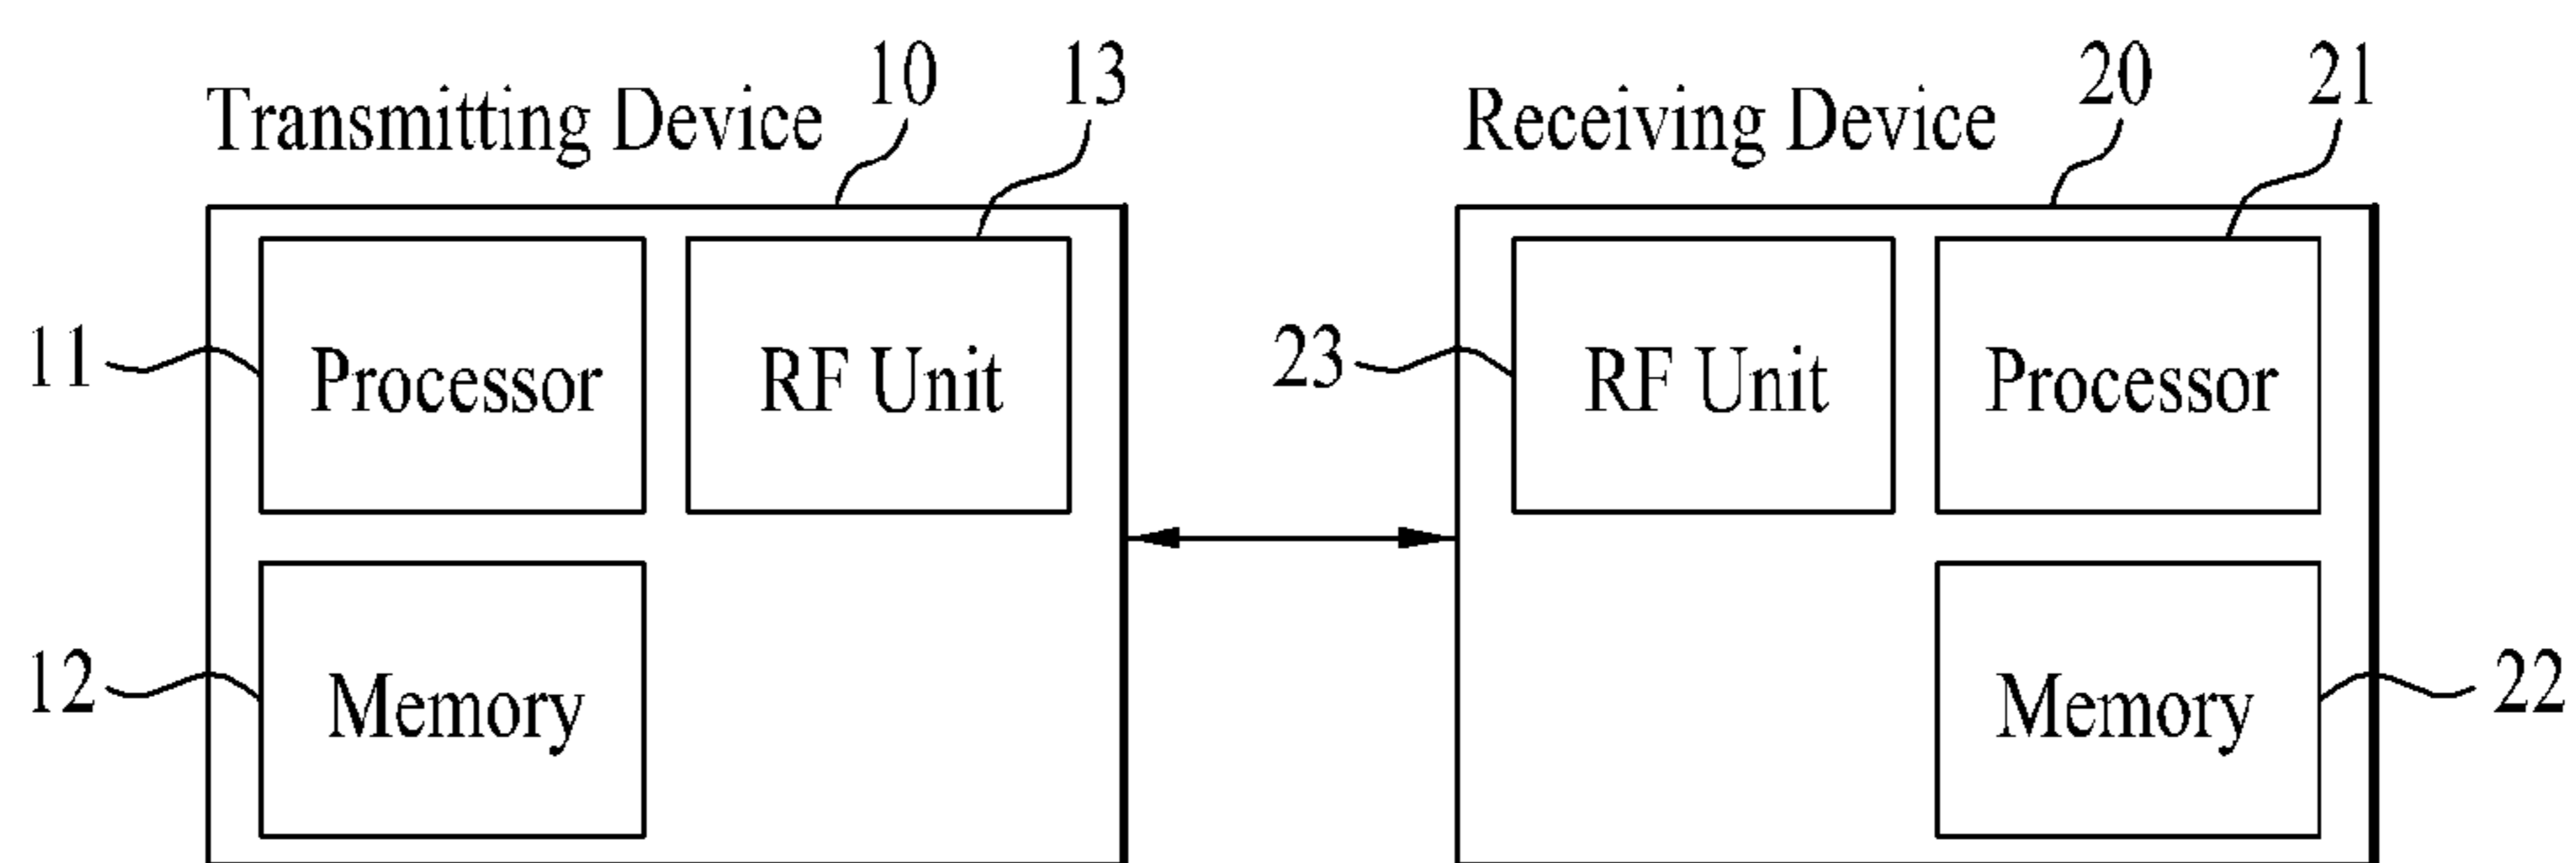 Transmitting Device 10 13
Receiving Device 20 21
11 Processor RF Unit
23 RF Unit Processor
12 Memory
Memory 22